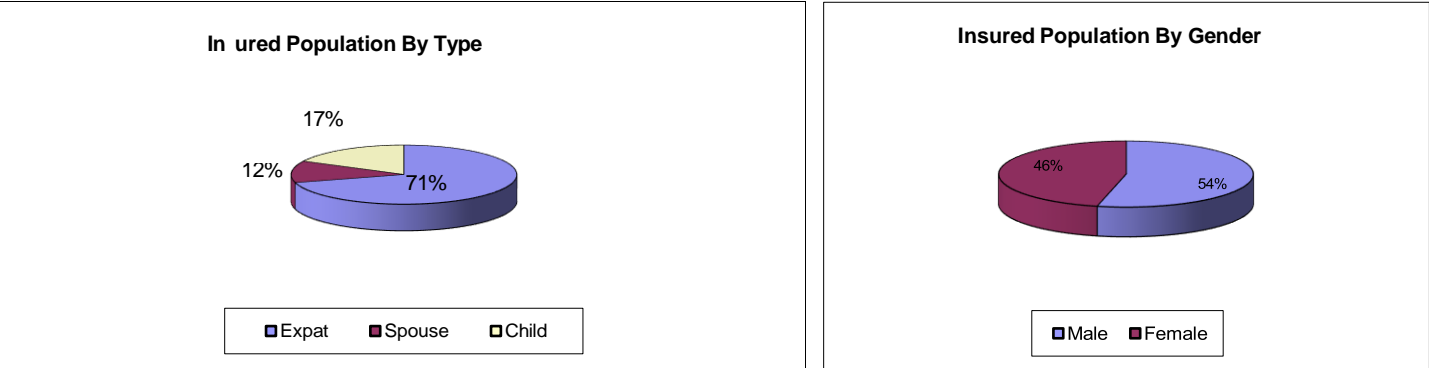 In ured Population By Type
17%
12%
71%
Expat Spouse Child
Insured Population By Gender
46%
54%
Male Female